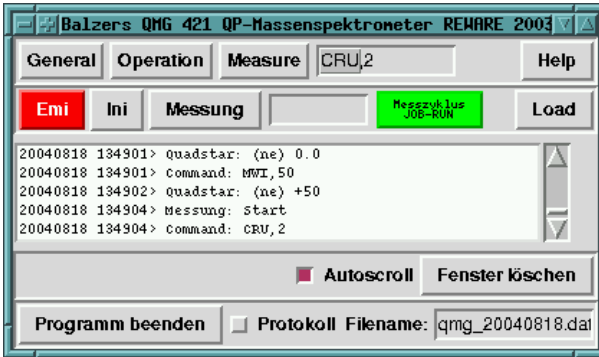 Balzers QMG 421 QP-Massenspektrometer REWARE 2003
General Operation Measure CRU,2 Help
Emi Ini Messung Messzyklus JOB-RUN Load
20040818 134901> Quadstar: (ne) 0.0
20040818 134901> Command: MWI,50
20040818 134902> Quadstar: (ne) +50
20040818 134904> Messung: Start
20040818 134904> Command: CRU,2
Autoscroll Fenster löschen
Programm beenden Protokoll Filename: qmg_20040818.dat